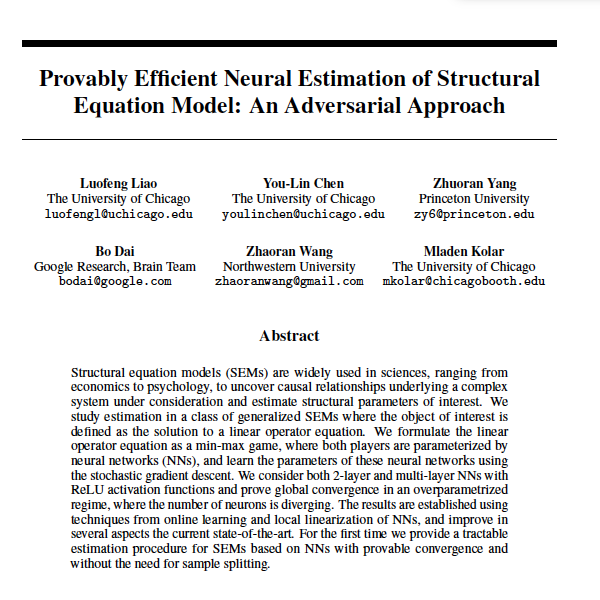 Provably Efficient Neural Estimation of Structural
Equation Model: An Adversarial Approach
Luofeng Liao You-Lin Chen Zhuoran Yang
The University of Chicago The University of Chicago Princeton University
luofengl@uchicago.edu youlinchen@uchicago.edu zy6@princeton.edu
Bo Dai Zhaoran Wang Mladen Kolar
Google Research, Brain Team Northwestern University The University of Chicago
bodai@google.com zhaoranwang@gmail.com mkolar@chicagobooth.edu
Abstract
Structural equation models (SEMs) are widely used in sciences, ranging from
economics to psychology, to uncover causal relationships underlying a complex
system under consideration and estimate structural parameters of interest. We
study estimation in a class of generalized SEMs where the object of interest is
defined as the solution to a linear operator equation. We formulate the linear
operator equation as a min-max game, where both players are parameterized by
neural networks (NNs), and learn the parameters of these neural networks using
the stochastic gradient descent. We consider both 2-layer and multi-layer NNs with
ReLU activation functions and prove global convergence in an overparametrized
regime, where the number of neurons is diverging. The results are established using
techniques from online learning and local linearization of NNs, and improve in
several aspects the current state-of-the-art. For the first time we provide a tractable
estimation procedure for SEMs based on NNs with provable convergence and
without the need for sample splitting.